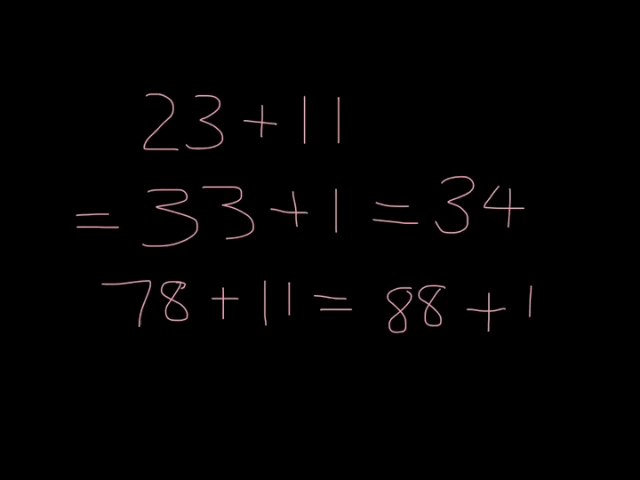 23 + 11
= 33 + 1 = 34
78 + 11 = 88 + 1